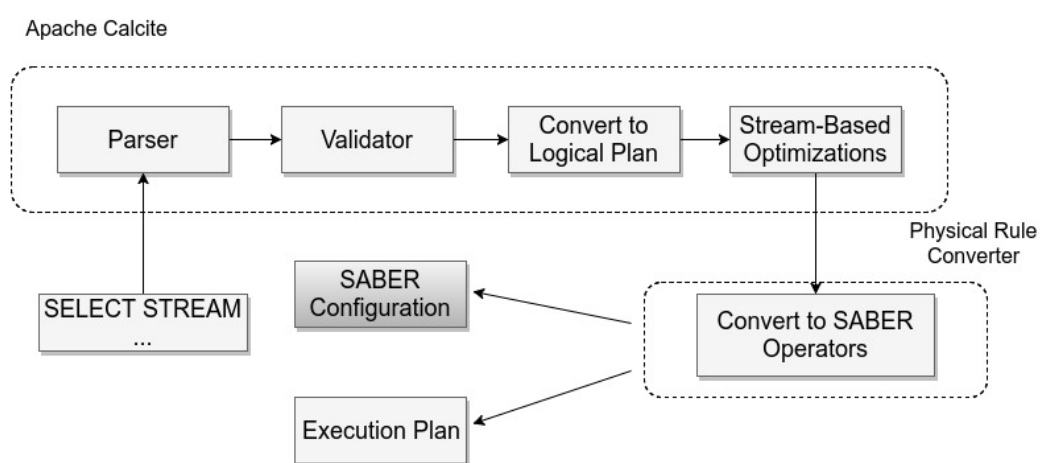 Apache Calcite
Parser
Validator
Convert to
Logical Plan
Stream-Based
Optimizations
Physical Rule
Converter
SELECT STREAM
...
SABER
Configuration
Convert to SABER
Operators
Execution Plan